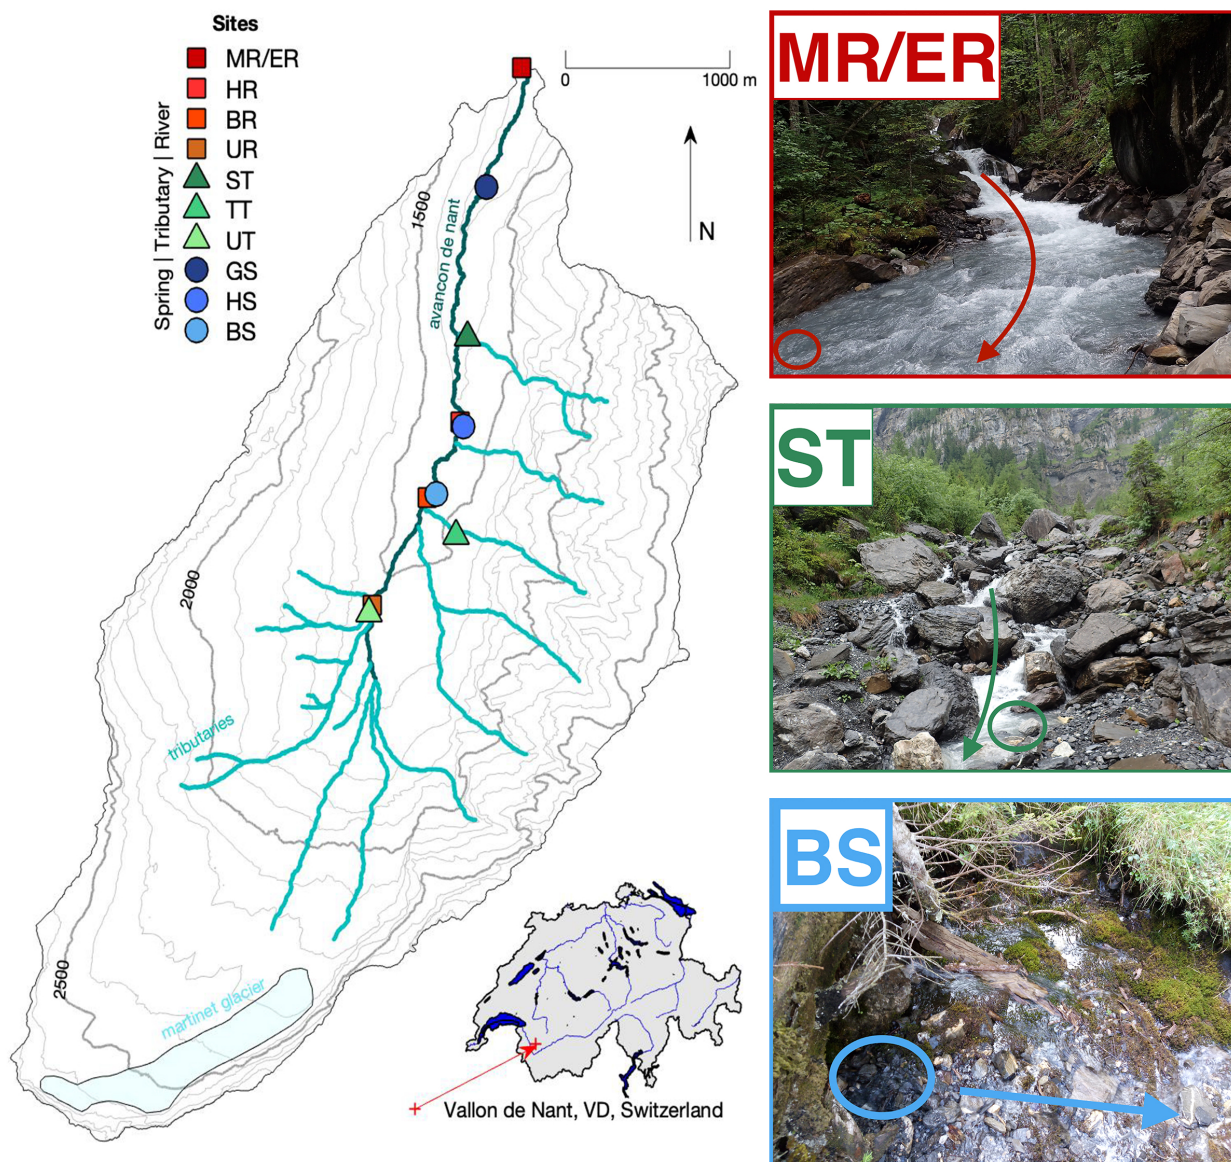 Sites
MR/ER
HR
BR
UR
ST
TT
UT
GS
HS
BS
Spring | Tributary | River
0
1000 m
N
1500
avancon de nant
2000
tributaries
2500
martinet glacier
Vallon de Nant, VD, Switzerland
MR/ER
ST
BS